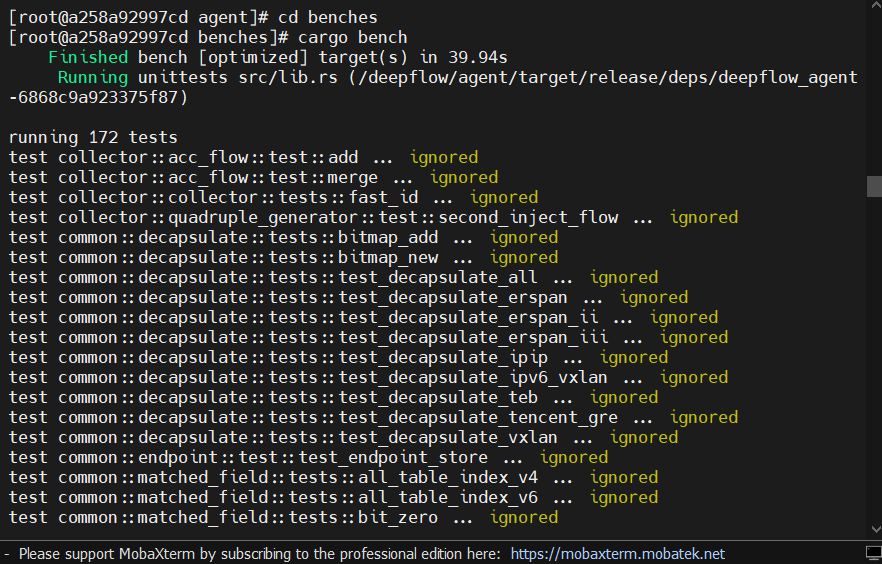 [root@a258a92997cd agent]# cd benches
[root@a258a92997cd benches]# cargo bench
    Finished bench [optimized] target(s) in 39.94s
     Running unittests src/lib.rs (/deepflow/agent/target/release/deps/deepflow_agent
-6868c9a923375f87)

running 172 tests
test collector::acc_flow::test::add ... ignored
test collector::acc_flow::test::merge ... ignored
test collector::collector::tests::fast_id ... ignored
test collector::quadruple_generator::test::second_inject_flow ... ignored
test common::decapsulate::tests::bitmap_add ... ignored
test common::decapsulate::tests::bitmap_new ... ignored
test common::decapsulate::tests::test_decapsulate_all ... ignored
test common::decapsulate::tests::test_decapsulate_erspan ... ignored
test common::decapsulate::tests::test_decapsulate_erspan_ii ... ignored
test common::decapsulate::tests::test_decapsulate_erspan_iii ... ignored
test common::decapsulate::tests::test_decapsulate_ipip ... ignored
test common::decapsulate::tests::test_decapsulate_ipv6_vxlan ... ignored
test common::decapsulate::tests::test_decapsulate_teb ... ignored
test common::decapsulate::tests::test_decapsulate_tencent_gre ... ignored
test common::decapsulate::tests::test_decapsulate_vxlan ... ignored
test common::endpoint::test::test_endpoint_store ... ignored
test common::matched_field::tests::all_table_index_v4 ... ignored
test common::matched_field::tests::all_table_index_v6 ... ignored
test common::matched_field::tests::bit_zero ... ignored
- Please support MobaXterm by subscribing to the professional edition here: https://mobaxterm.mobatek.net